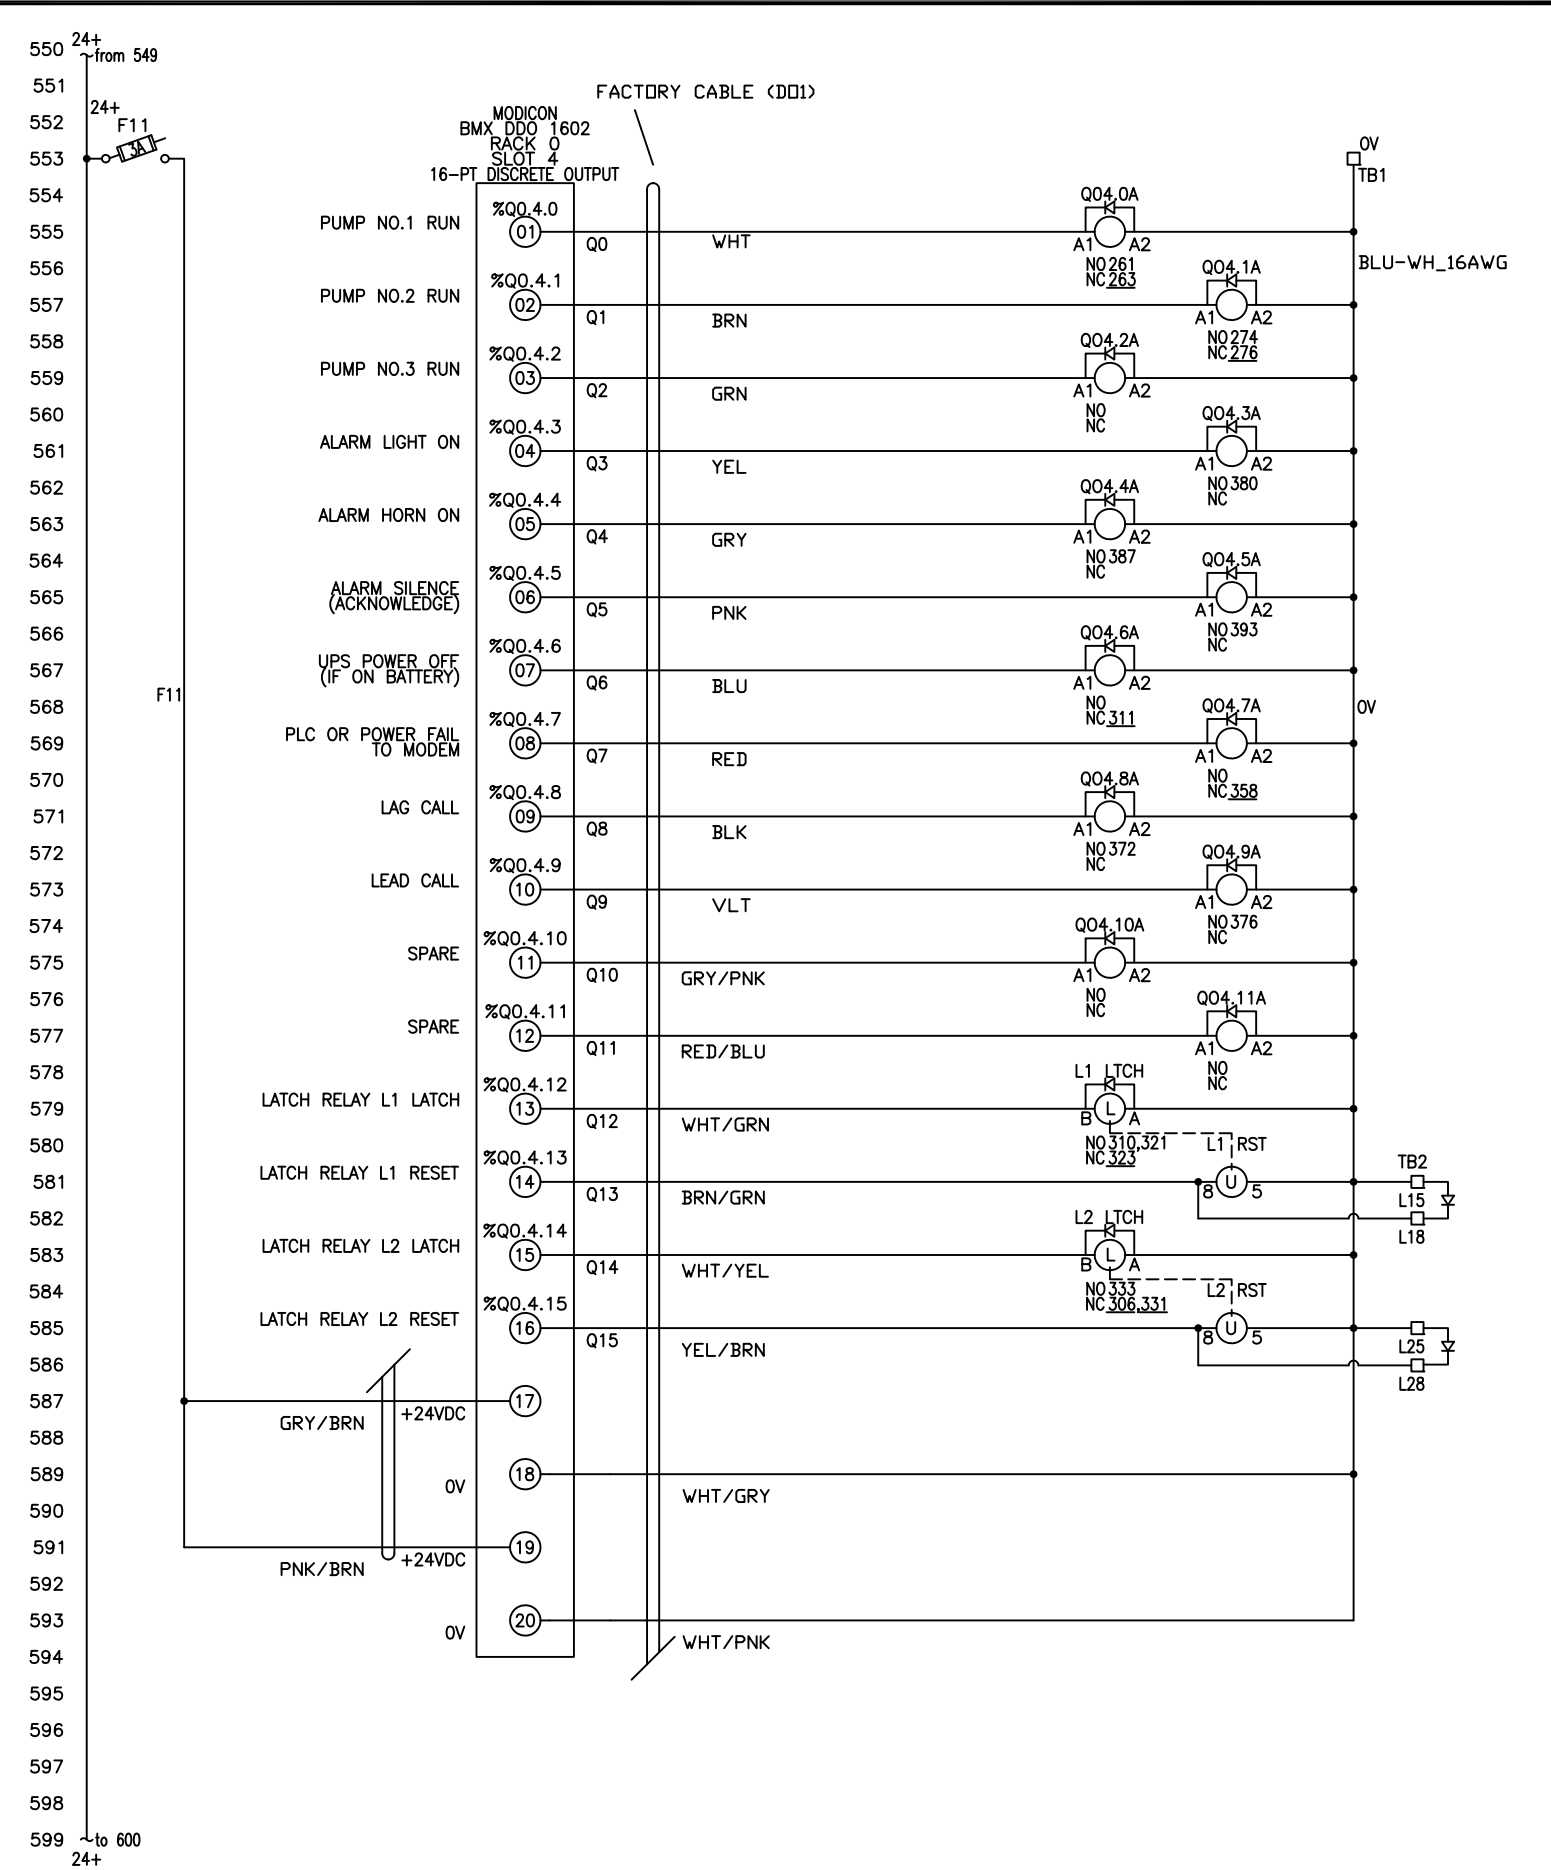 550 24+
from 549
551
24+
F11
552
3A
553
FACTORY CABLE (DO1)
MODICON
BMX DDO 1602
RACK 0
SLOT 4
16-PT DISCRETE OUTPUT
0V
TB1
554
%Q0.4.0
QO4.0A
555
PUMP NO.1 RUN
01
Q0
WHT
A1 A2
NO 261
NC 263
BLU-WH_16AWG
556
%Q0.4.1
QO4.1A
557
PUMP NO.2 RUN
02
Q1
BRN
A1 A2
NO 274
NC 276
558
%Q0.4.2
QO4.2A
559
PUMP NO.3 RUN
03
Q2
GRN
A1 A2
NO
NC
560
%Q0.4.3
QO4.3A
561
ALARM LIGHT ON
04
Q3
YEL
A1 A2
NO 380
NC
562
%Q0.4.4
QO4.4A
563
ALARM HORN ON
05
Q4
GRY
A1 A2
NO 387
NC
564
%Q0.4.5
QO4.5A
565
ALARM SILENCE
(ACKNOWLEDGE)
06
Q5
PNK
A1 A2
NO 393
NC
566
%Q0.4.6
QO4.6A
567
UPS POWER OFF
(IF ON BATTERY)
07
Q6
BLU
A1 A2
NO
NC 311
568
F11
0V
%Q0.4.7
QO4.7A
569
PLC OR POWER FAIL
TO MODEM
08
Q7
RED
A1 A2
NO
NC 358
570
%Q0.4.8
QO4.8A
571
LAG CALL
09
Q8
BLK
A1 A2
NO 372
NC
572
%Q0.4.9
QO4.9A
573
LEAD CALL
10
Q9
VLT
A1 A2
NO 376
NC
574
%Q0.4.10
QO4.10A
575
SPARE
11
Q10
GRY/PNK
A1 A2
NO
NC
576
%Q0.4.11
QO4.11A
577
SPARE
12
Q11
RED/BLU
A1 A2
NO
NC
578
%Q0.4.12
L1 LTCH
579
LATCH RELAY L1 LATCH
13
Q12
WHT/GRN
L
B A
NO 310,321
NC 323
580
%Q0.4.13
L1 RST
TB2
581
LATCH RELAY L1 RESET
14
Q13
BRN/GRN
U
8 5
L15
582
L18
%Q0.4.14
L2 LTCH
583
LATCH RELAY L2 LATCH
15
Q14
WHT/YEL
L
B A
NO 333
NC 306,331
584
%Q0.4.15
L2 RST
585
LATCH RELAY L2 RESET
16
Q15
YEL/BRN
U
8 5
L25
586
L28
587
17
GRY/BRN
+24VDC
588
589
18
0V
WHT/GRY
590
591
19
PNK/BRN
+24VDC
592
593
20
0V
WHT/PNK
594
595
596
597
598
599
to 600
24+